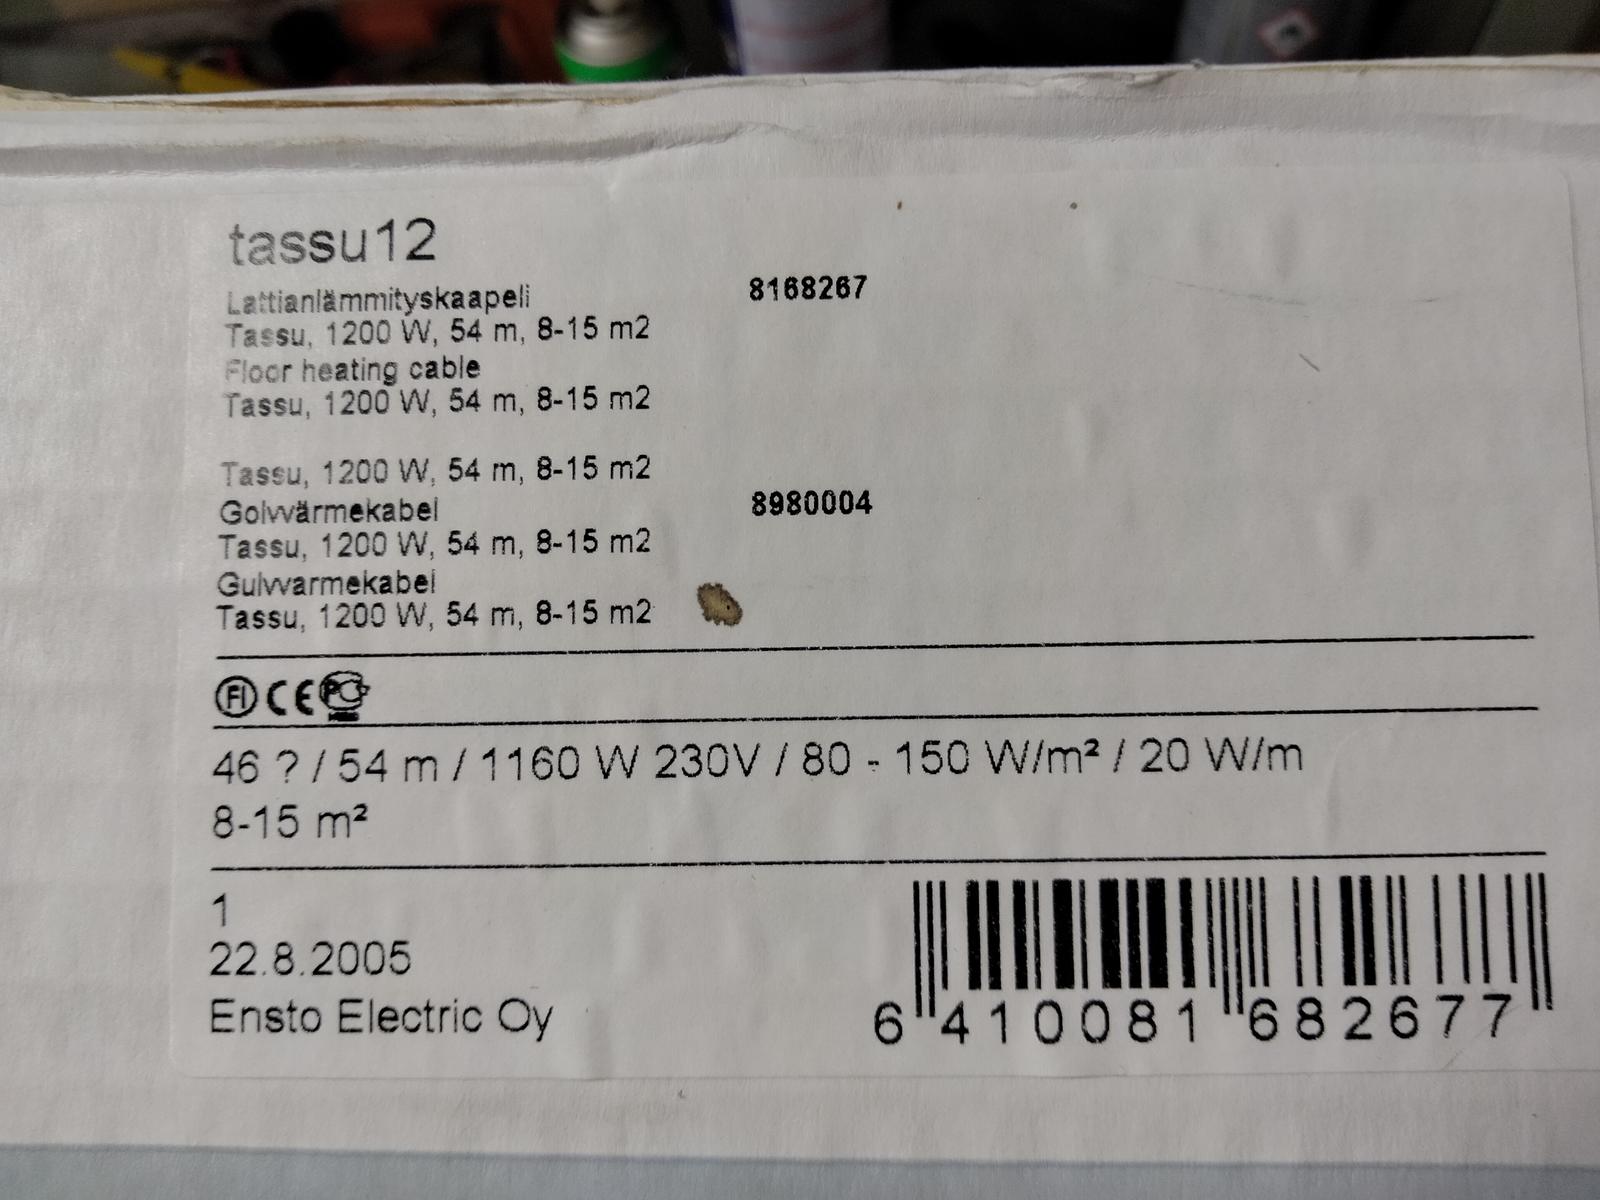 tassu12
Lattianlämmityskaapeli 8168267
Tassu, 1200 W, 54 m, 8-15 m2
Floor heating cable
Tassu, 1200 W, 54 m, 8-15 m2
Tassu, 1200 W, 54 m, 8-15 m2
Golvvärmekabel 8980004
Tassu, 1200 W, 54 m, 8-15 m2
Gulvvarmekabel
Tassu, 1200 W, 54 m, 8-15 m2
FI CE
46 ? / 54 m / 1160 W 230V / 80 - 150 W/m² / 20 W/m
8-15 m²
1
22.8.2005
Ensto Electric Oy
6 410081 682677